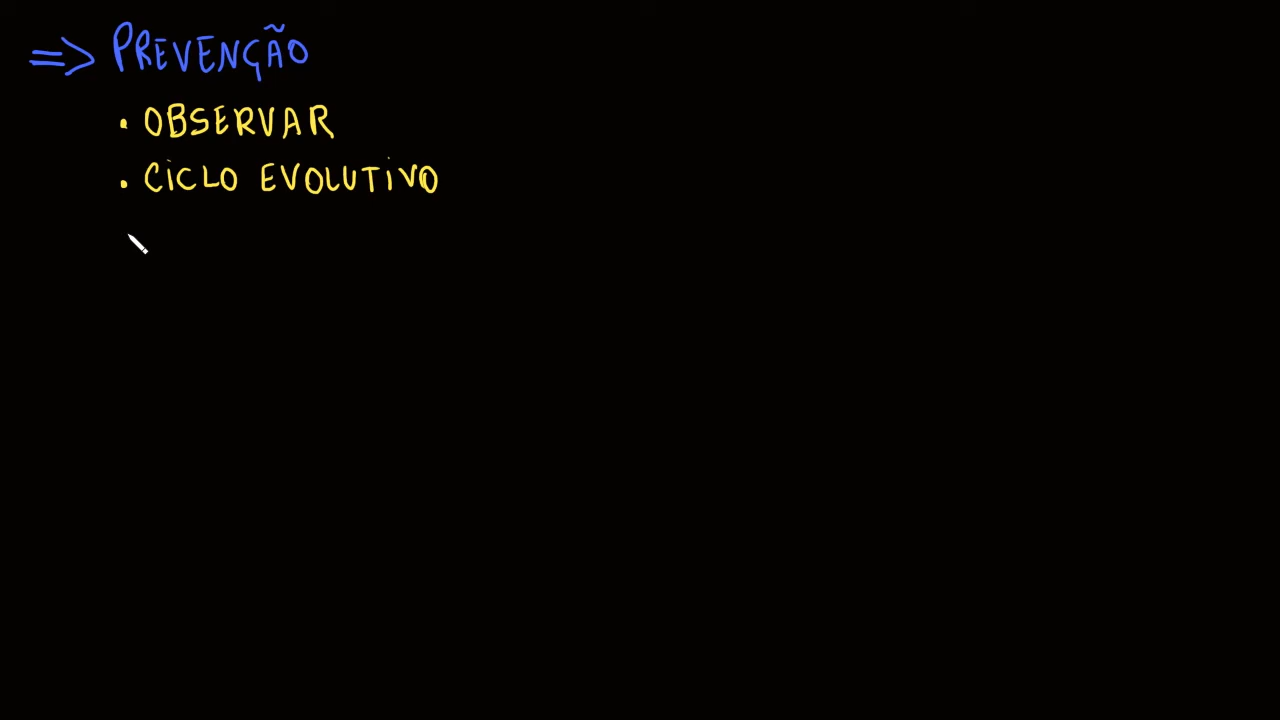 => PREVENÇÃO
• OBSERVAR
• CICLO EVOLUTIVO